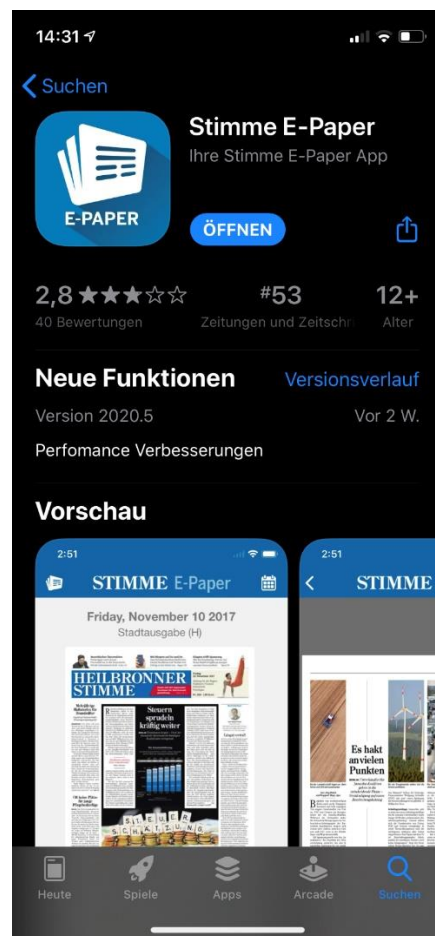 14:31
Suchen
E-PAPER
Stimme E-Paper
Ihre Stimme E-Paper App
ÖFFNEN
2,8 ★★★☆☆
40 Bewertungen
#53
Zeitungen und Zeitschri
12+
Alter
Neue Funktionen
Versionsverlauf
Version 2020.5
Vor 2 W.
Perfomance Verbesserungen
Vorschau
2:51
STIMME E-Paper
Friday, November 10 2017
Stadtausgabe (H)
HEILBRONNER
STIMME
Steuern
sprudeln
kräftig weiter
STEUER
SCHÄTZUNG
2:51
STIMME
Es hakt
an vielen
Punkten
Heute
Spiele
Apps
Arcade
Suchen